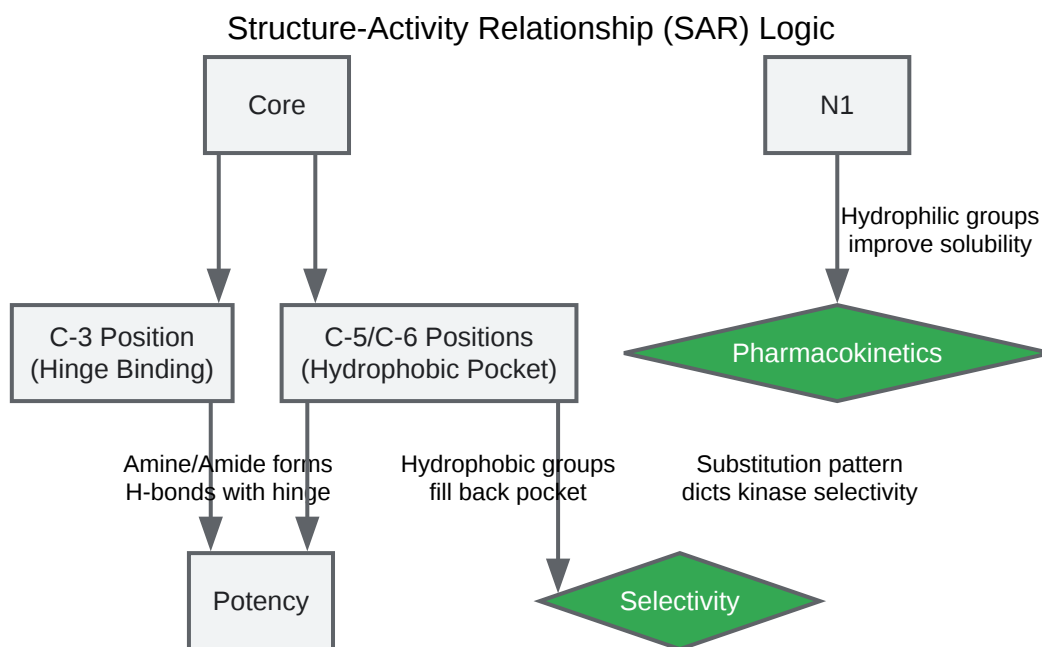 Structure-Activity Relationship (SAR) Logic
Core
N1
Hydrophilic groups
improve solubility
C-3 Position
(Hinge Binding)
C-5/C-6 Positions
(Hydrophobic Pocket)
Pharmacokinetics
Amine/Amide forms
H-bonds with hinge
Hydrophobic groups
fill back pocket
Substitution pattern
dicts kinase selectivity
Potency
Selectivity